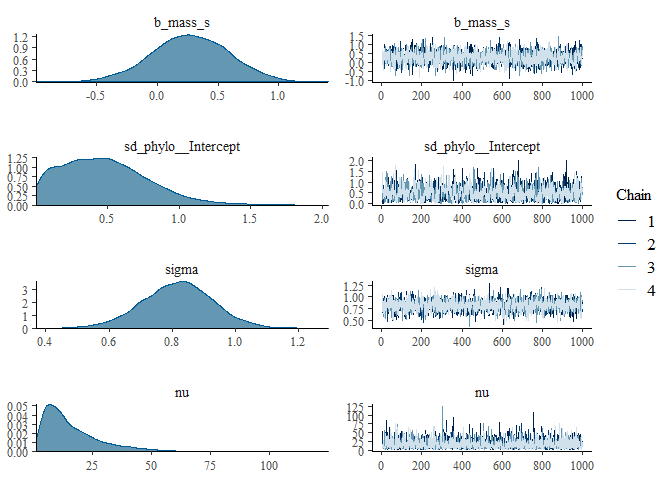 b_mass_s
1.2
0.9
0.6
0.3
0.0
-0.5 0.0 0.5 1.0
b_mass_s
1.5
1.0
0.5
0.0
-0.5
-1.0
0 200 400 600 800 1000
sd_phylo__Intercept
1.25
1.00
0.75
0.50
0.25
0.00
0.5 1.0 1.5 2.0
sd_phylo__Intercept
2.0
1.5
1.0
0.5
0.0
0 200 400 600 800 1000
sigma
3
2
1
0
0.4 0.6 0.8 1.0 1.2
sigma
1.25
1.00
0.75
0.50
0 200 400 600 800 1000
nu
0.05
0.04
0.03
0.02
0.01
0.00
25 50 75 100
nu
125
100
75
50
25
0
0 200 400 600 800 1000
Chain
1
2
3
4